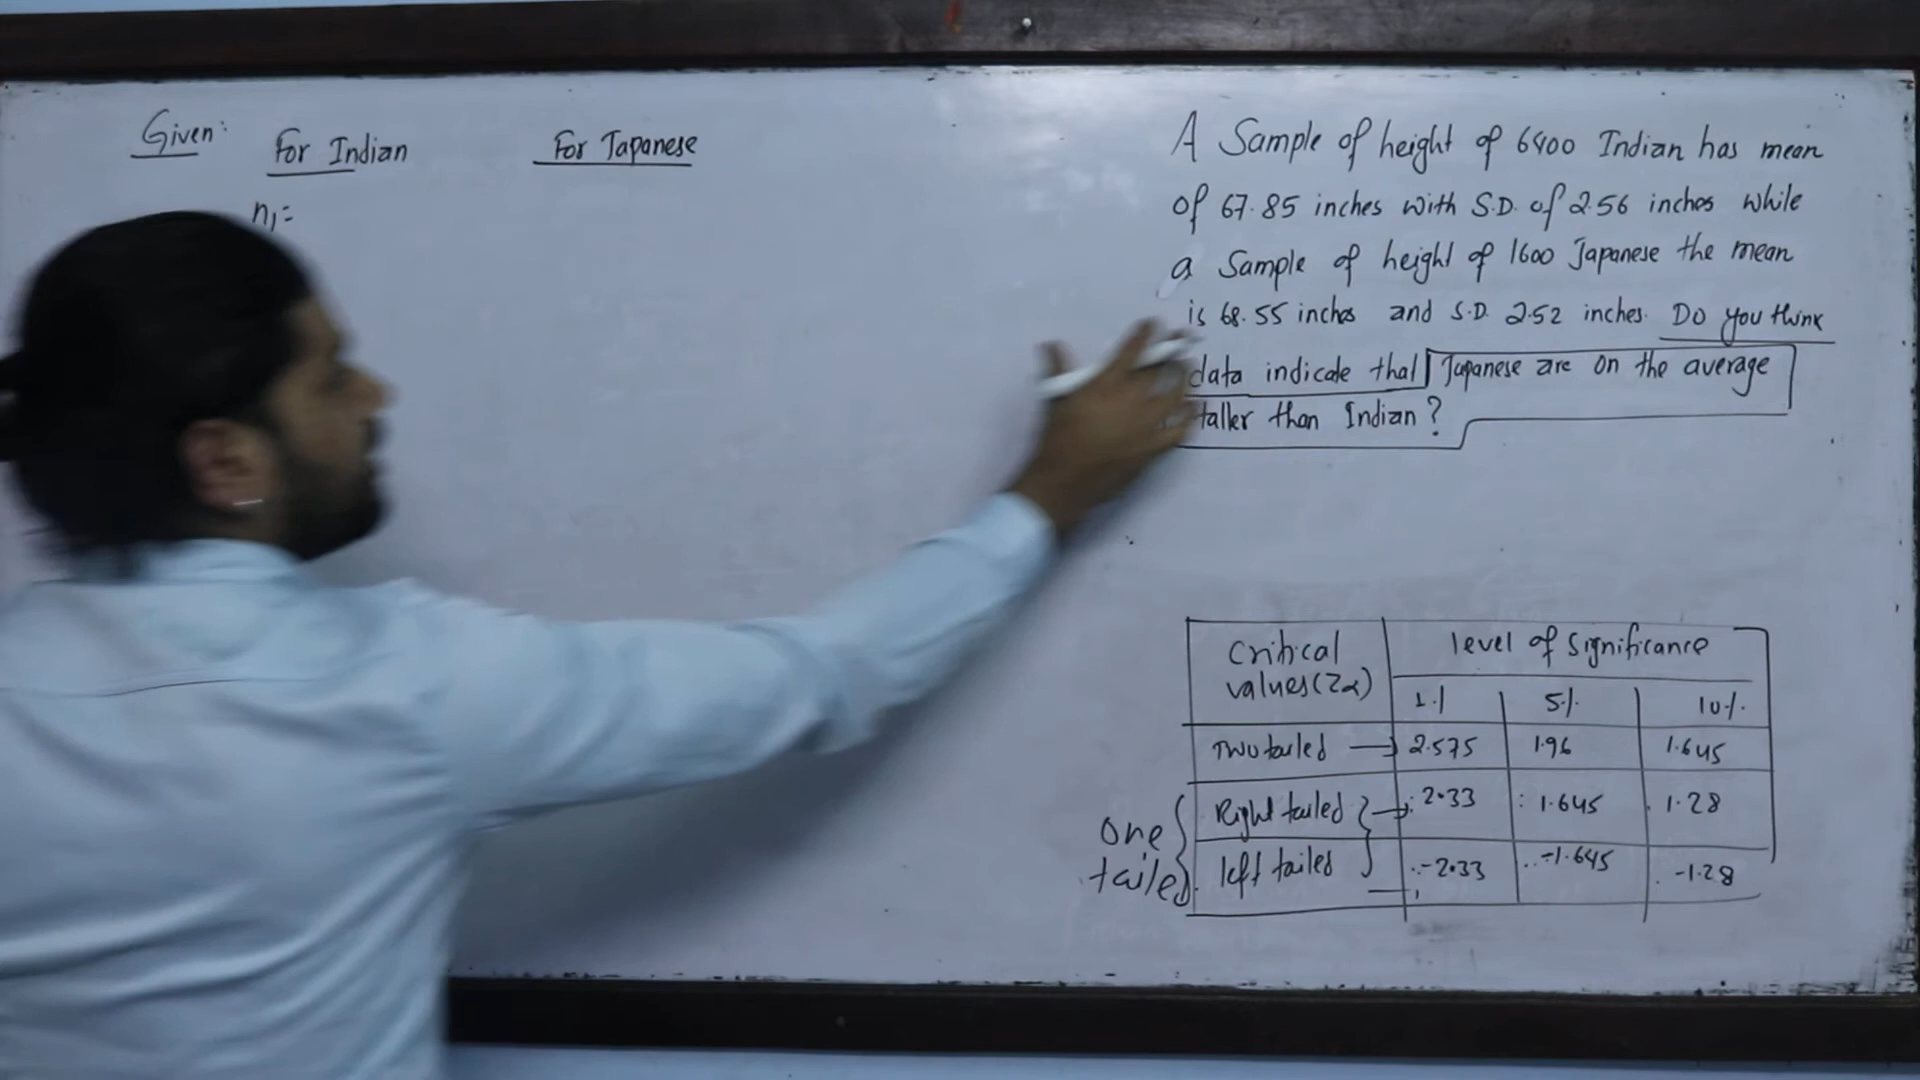 Given:
For Indian
For Japanese
n₁=
A Sample of height of 6400 Indian has mean
of 67.85 inches with S.D. of 2.56 inches while
a Sample of height of 1600 Japanese the mean
is 68.55 inches and S.D. 2.52 inches. Do you think
data indicate that Japanese are on the average
taller than Indian?
Critical values(Zα)
level of significance
1% 5% 10%
Two tailed 2.575 1.96 1.645
One tailed
Right tailed 2.33 1.645 1.28
left tailed -2.33 -1.645 -1.28